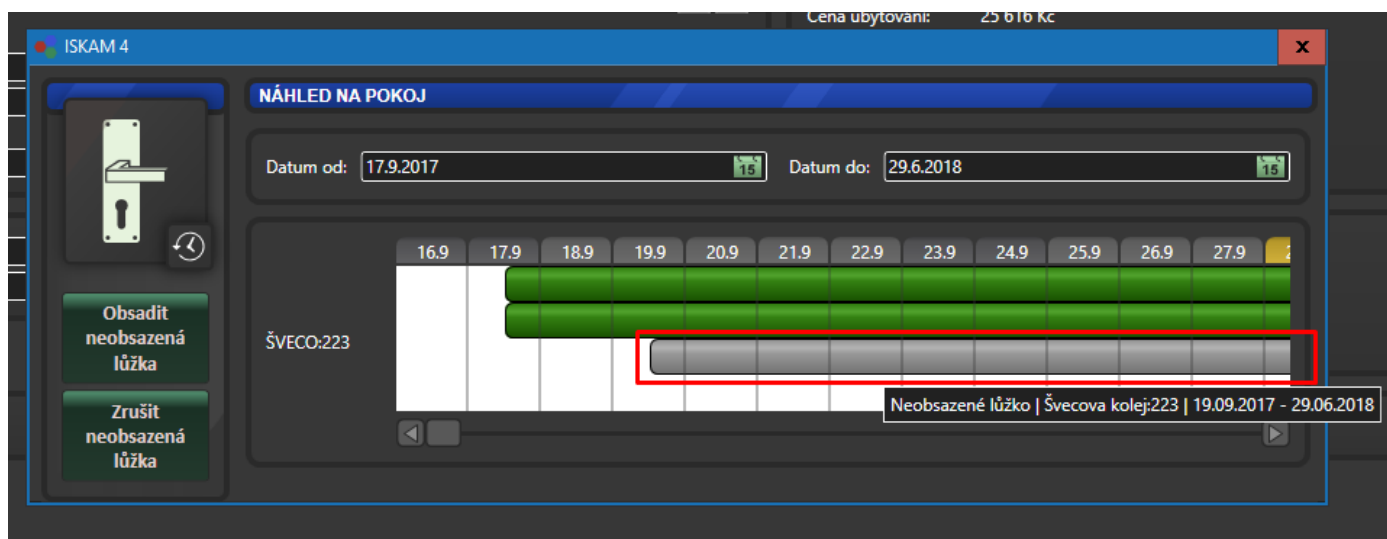 Cena ubytování: 25 616 Kč
ISKAM 4
x
NÁHLED NA POKOJ
Datum od: 17.9.2017 15 Datum do: 29.6.2018 15
16.9 17.9 18.9 19.9 20.9 21.9 22.9 23.9 24.9 25.9 26.9 27.9
Obsadit
neobsazená
lůžka
ŠVECO:223
Neobsazené lůžko | Švecova kolej:223 | 19.09.2017 - 29.06.2018
Zrušit
neobsazená
lůžka